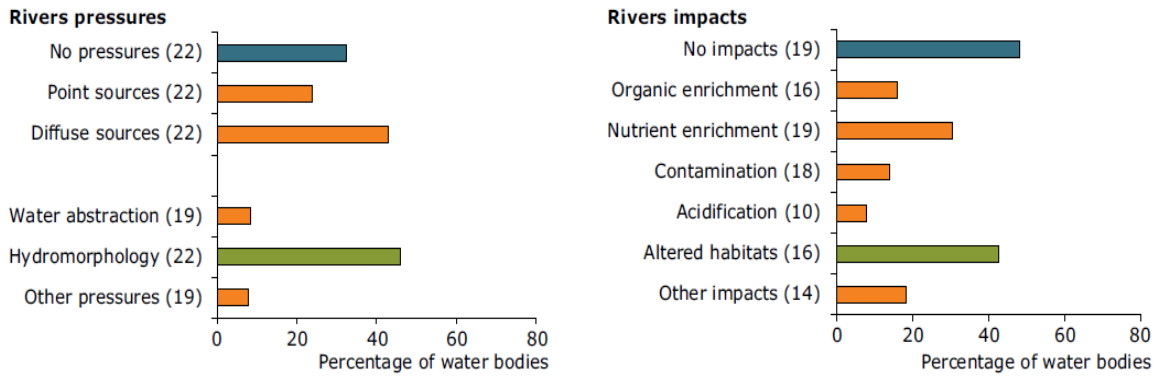 Rivers pressures
No pressures (22)
Point sources (22)
Diffuse sources (22)
Water abstraction (19)
Hydromorphology (22)
Other pressures (19)
0 20 40 60 80
Percentage of water bodies
Rivers impacts
No impacts (19)
Organic enrichment (16)
Nutrient enrichment (19)
Contamination (18)
Acidification (10)
Altered habitats (16)
Other impacts (14)
0 20 40 60 80
Percentage of water bodies